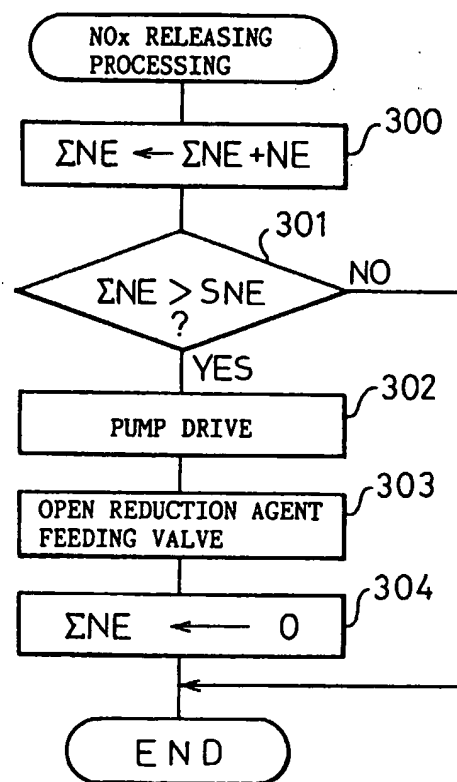 NOx RELEASING
PROCESSING
300
ΣNE ← ΣNE +NE
301
ΣNE > SNE
?
NO
YES
302
PUMP DRIVE
303
OPEN REDUCTION AGENT
FEEDING VALVE
304
ΣNE ← 0
END